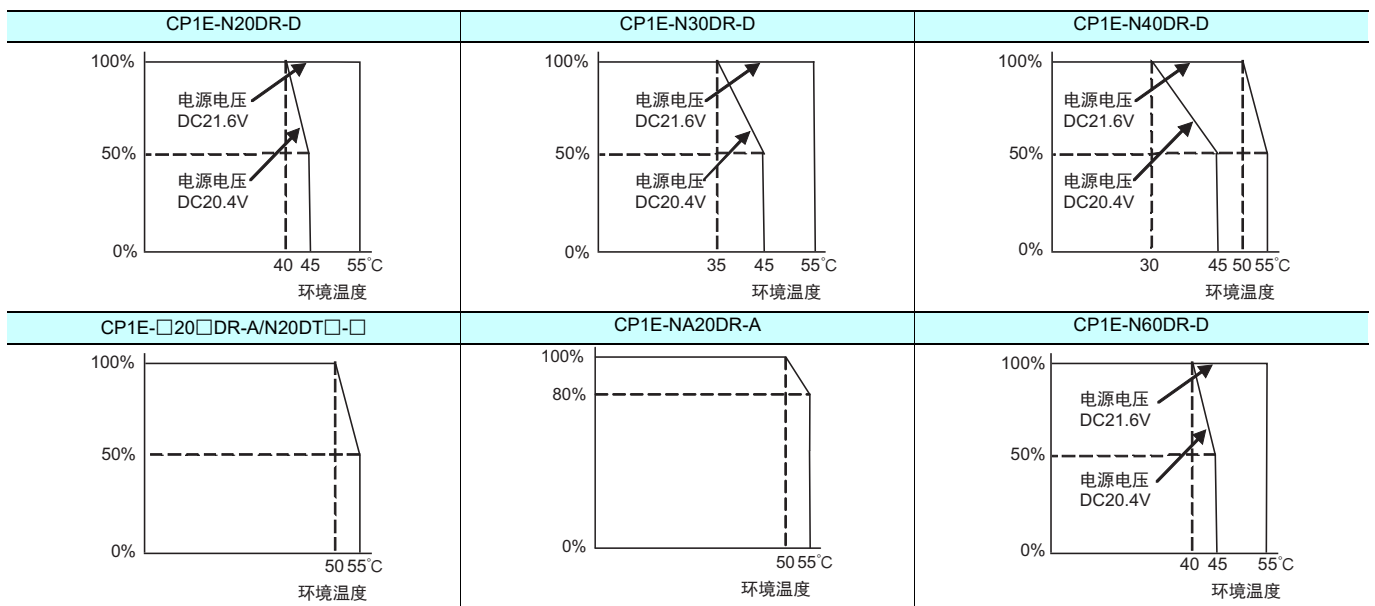 CP1E-N20DR-D
100%
电源电压
DC21.6V
50%
电源电压
DC20.4V
0%
40 45 55℃
环境温度
CP1E-N30DR-D
100%
电源电压
DC21.6V
50%
电源电压
DC20.4V
0%
35 45 55℃
环境温度
CP1E-N40DR-D
100%
电源电压
DC21.6V
50%
电源电压
DC20.4V
0%
30 45 50 55℃
环境温度
CP1E-□20□DR-A/N20DT□-□
100%
50%
0%
50 55℃
环境温度
CP1E-NA20DR-A
100%
80%
0%
50 55℃
环境温度
CP1E-N60DR-D
100%
电源电压
DC21.6V
50%
电源电压
DC20.4V
0%
40 45 55℃
环境温度